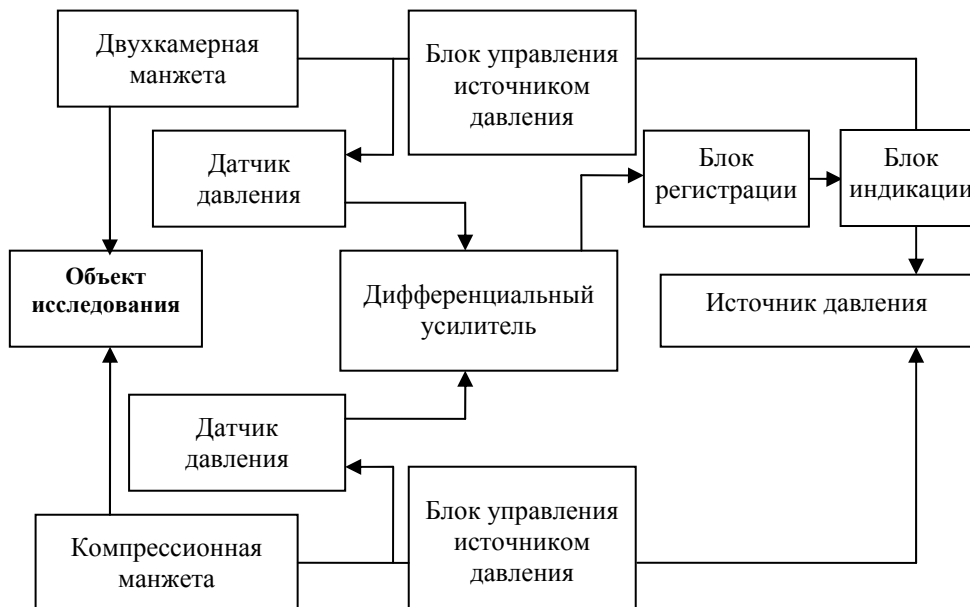 Двухкамерная
манжета
Блок управления
источником
давления
Датчик
давления
Блок
регистрации
Блок
индикации
Объект
исследования
Дифференциальный
усилитель
Источник давления
Датчик
давления
Компрессионная
манжета
Блок управления
источником
давления